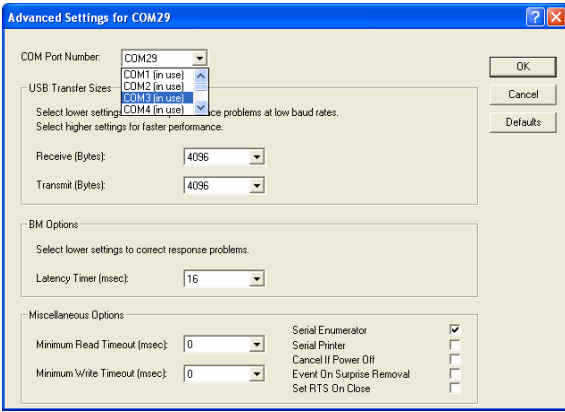 Advanced Settings for COM29
COM Port Number:
COM29
OK
COM1 (in use)
COM2 (in use)
COM3 (in use)
COM4 (in use)
Cancel
Defaults
USB Transfer Sizes
Select lower settings ace problems at low baud rates.
Select higher settings for faster performance.
Receive (Bytes):
4096
Transmit (Bytes):
4096
BM Options
Select lower settings to correct response problems.
Latency Timer (msec):
16
Miscellaneous Options
Minimum Read Timeout (msec):
0
Minimum Write Timeout (msec):
0
Serial Enumerator
Serial Printer
Cancel If Power Off
Event On Surprise Removal
Set RTS On Close